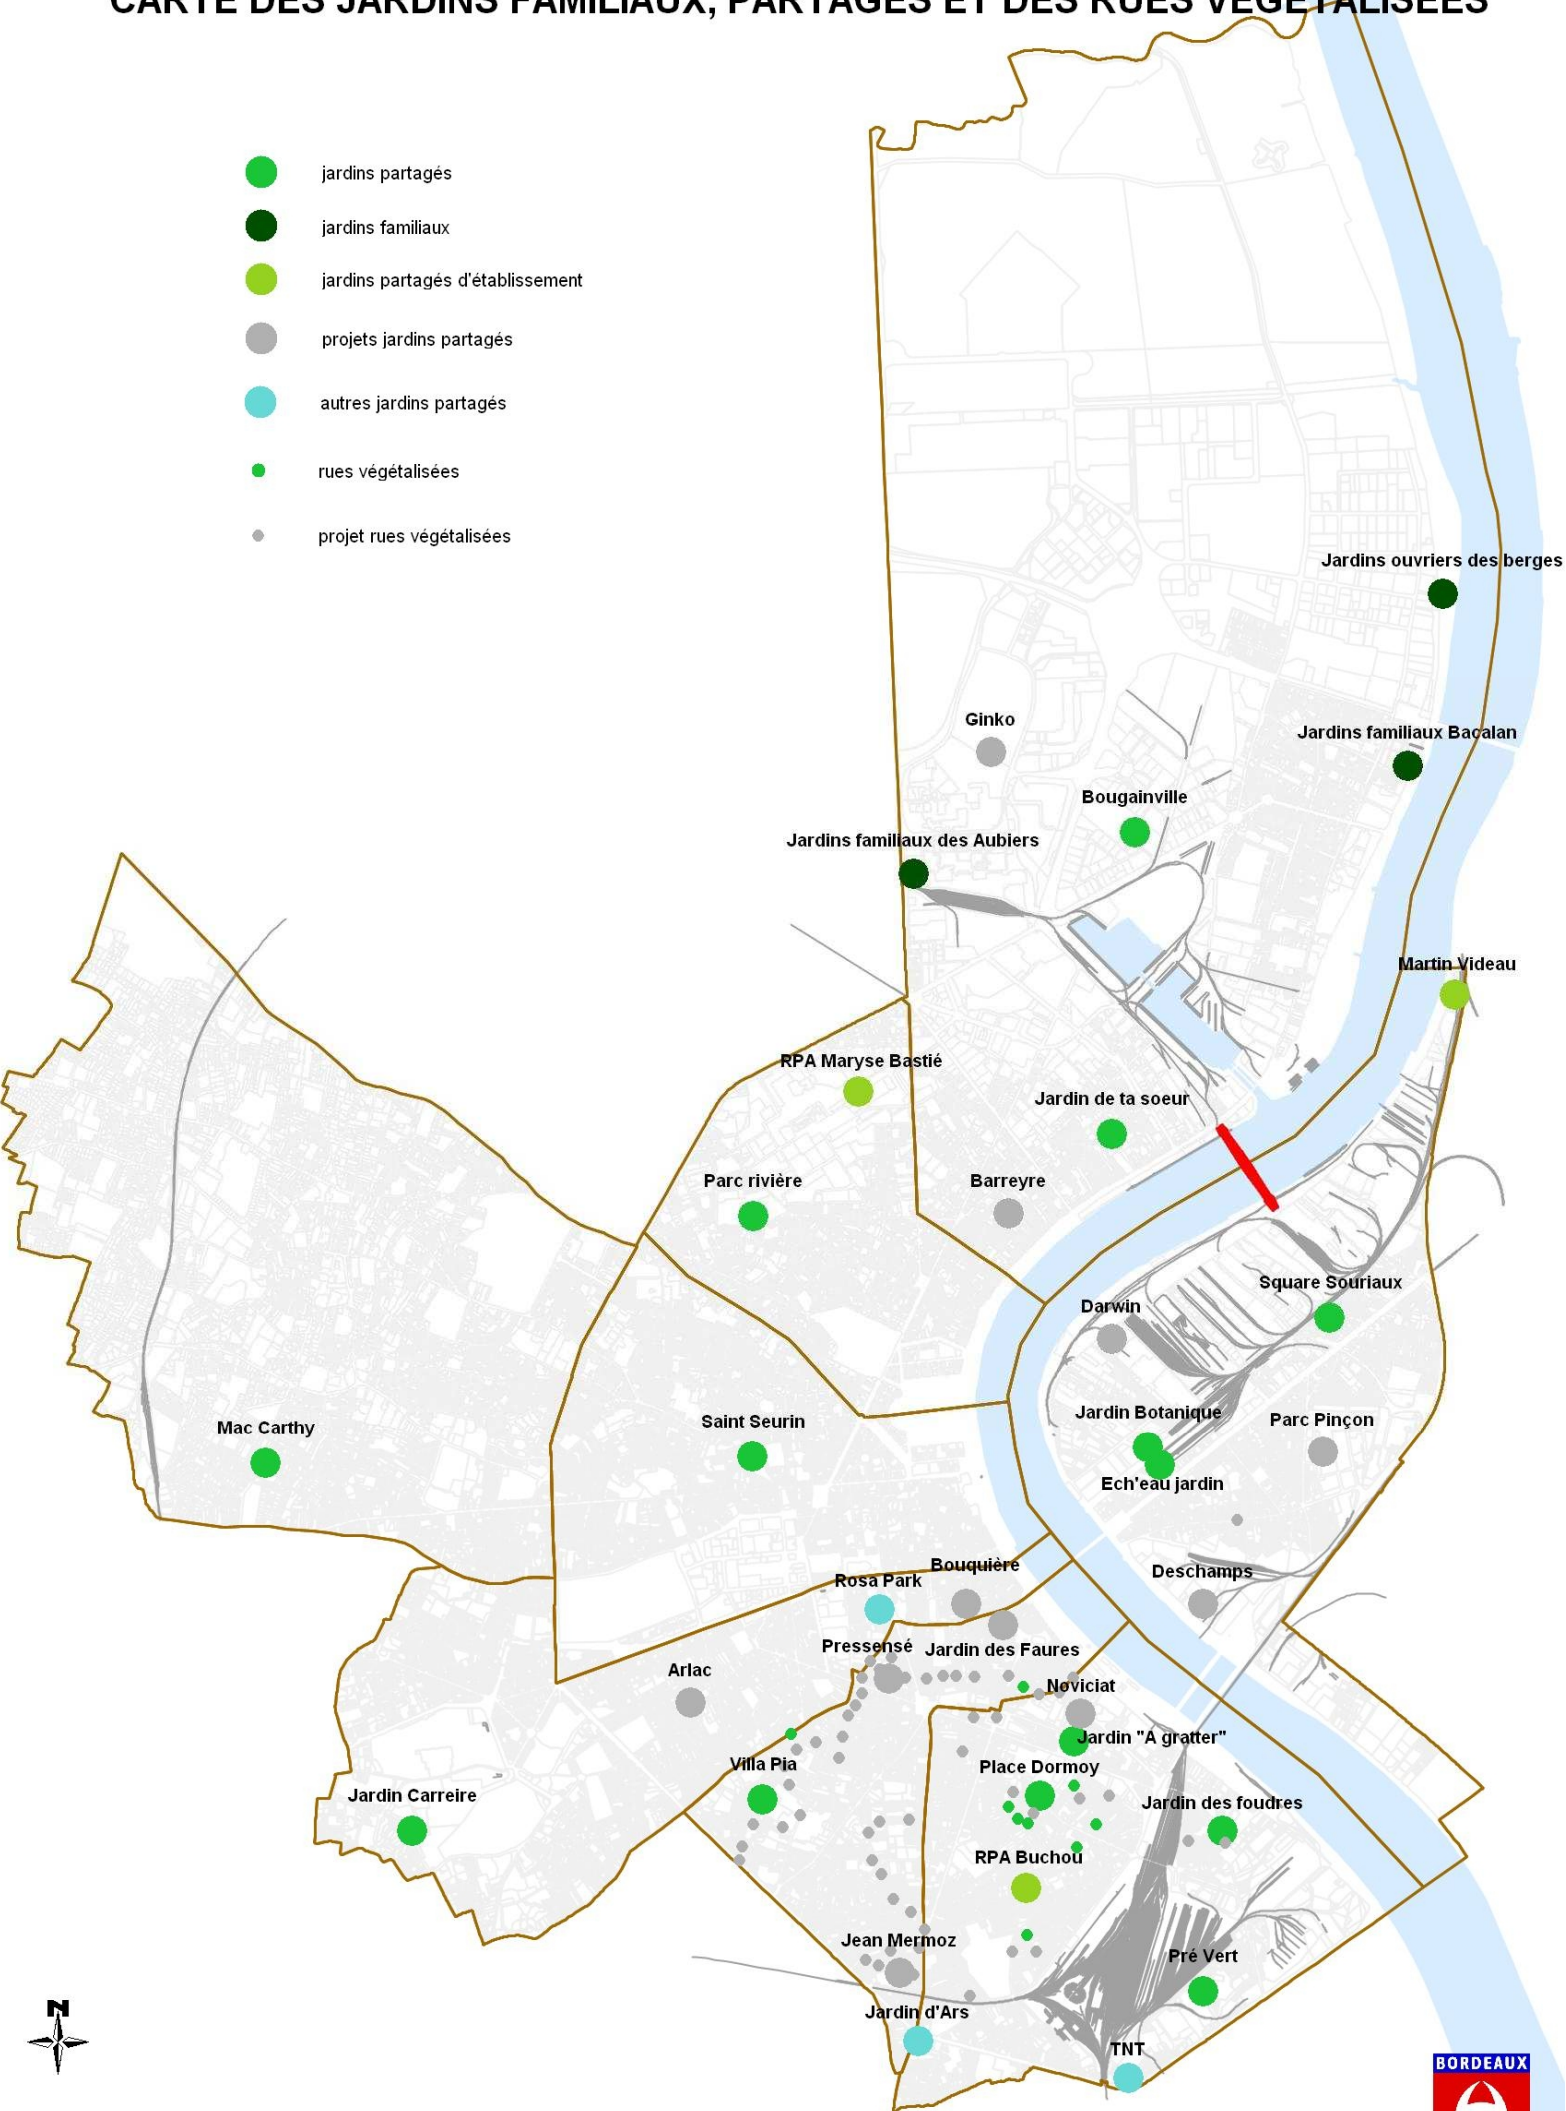 CARTE DES JARDINS FAMILIAUX, PARTAGES ET DES RUES VEGETALISEES
jardins partagés
jardins familiaux
jardins partagés d'établissement
projets jardins partagés
autres jardins partagés
rues végétalisées
projet rues végétalisées
Jardins ouvriers des berges
Ginko
Jardins familiaux Bacalan
Bougainville
Jardins familiaux des Aubiers
Martin Videau
RPA Maryse Bastié
Jardin de ta soeur
Parc rivière
Barreyre
Square Souriaux
Darwin
Jardin Botanique
Parc Pinçon
Saint Seurin
Mac Carthy
Ech'eau jardin
Bouquière
Deschamps
Rosa Park
Pressensé
Jardin des Faures
Arlac
Noviciat
Jardin "A gratter"
Villa Pia
Place Dormoy
Jardin Carreire
Jardin des foudres
RPA Buchou
Jean Mermoz
Pré Vert
Jardin d'Ars
TNT
N
BORDEAUX